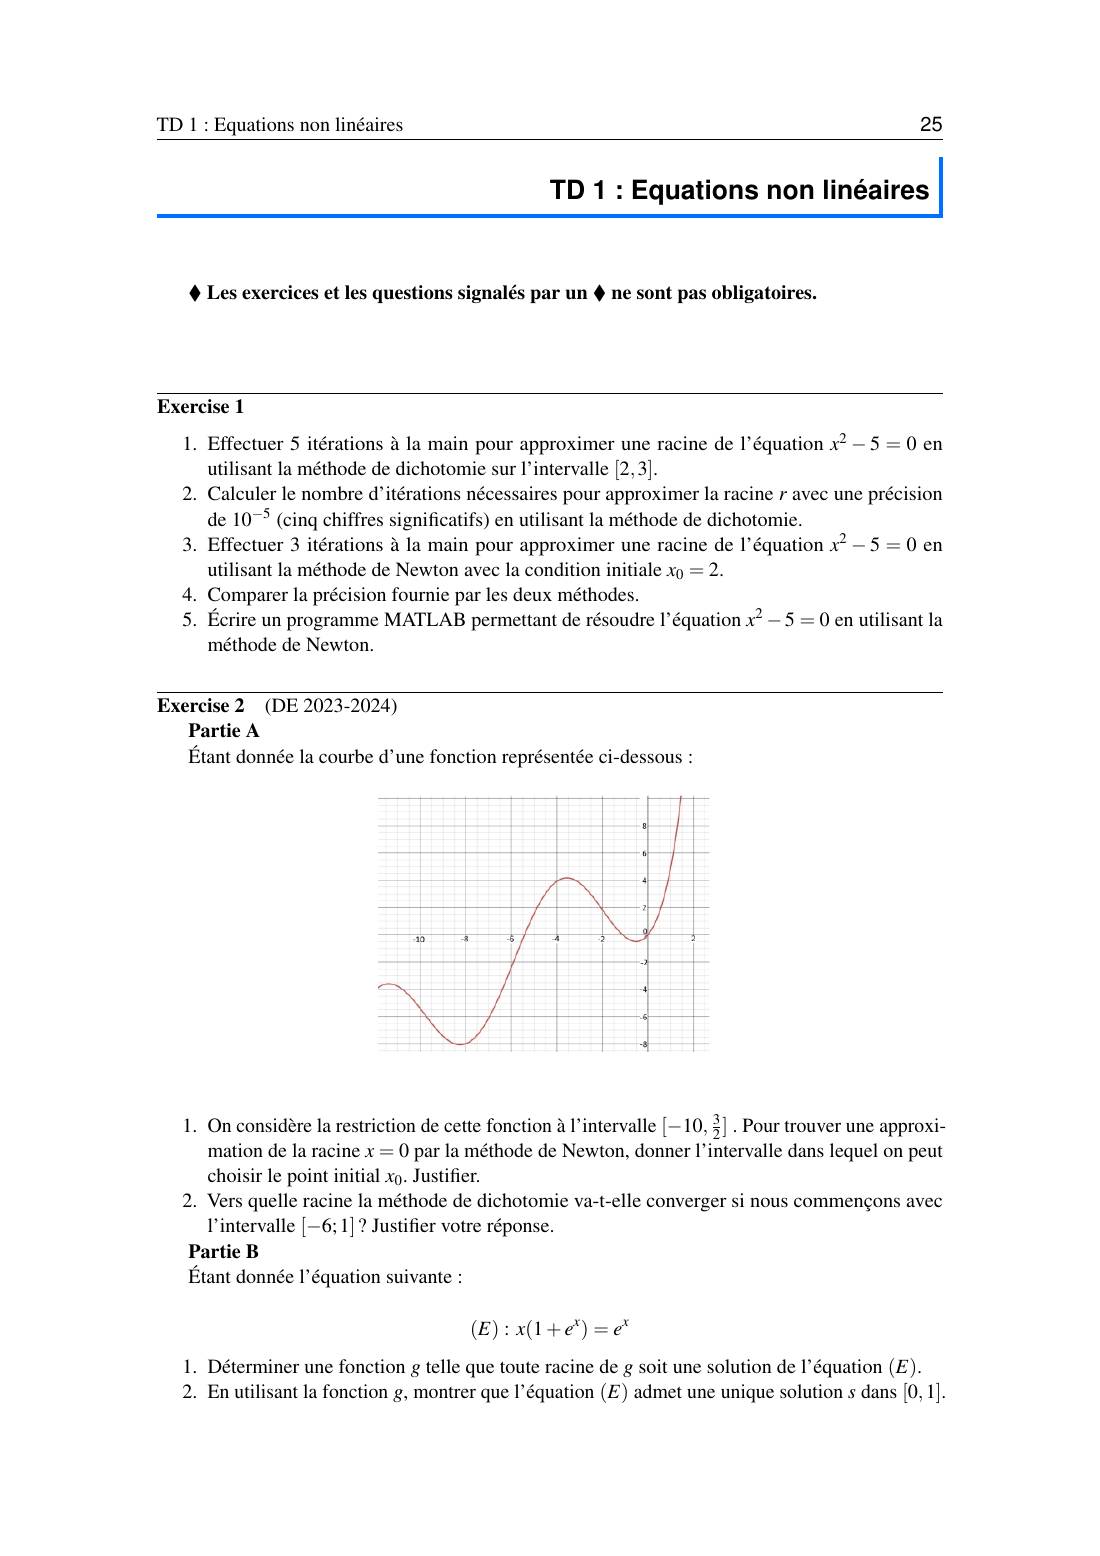 TD 1 : Equations non linéaires 25
TD 1 : Equations non linéaires
♦ Les exercices et les questions signalés par un ♦ ne sont pas obligatoires.
Exercise 1
1. Effectuer 5 itérations à la main pour approximer une racine de l'équation x² − 5 = 0 en
utilisant la méthode de dichotomie sur l'intervalle [2,3].
2. Calculer le nombre d'itérations nécessaires pour approximer la racine r avec une précision
de 10⁻⁵ (cinq chiffres significatifs) en utilisant la méthode de dichotomie.
3. Effectuer 3 itérations à la main pour approximer une racine de l'équation x² − 5 = 0 en
utilisant la méthode de Newton avec la condition initiale x₀ = 2.
4. Comparer la précision fournie par les deux méthodes.
5. Écrire un programme MATLAB permettant de résoudre l'équation x² − 5 = 0 en utilisant la
méthode de Newton.
Exercise 2 (DE 2023-2024)
Partie A
Étant donnée la courbe d'une fonction représentée ci-dessous :
8
6
4
2
0
-10 -8 -6 -4 -2 2
-2
-4
-6
-8
1. On considère la restriction de cette fonction à l'intervalle [−10, 3/2] . Pour trouver une approxi-
mation de la racine x = 0 par la méthode de Newton, donner l'intervalle dans lequel on peut
choisir le point initial x₀. Justifier.
2. Vers quelle racine la méthode de dichotomie va-t-elle converger si nous commençons avec
l'intervalle [−6; 1] ? Justifier votre réponse.
Partie B
Étant donnée l'équation suivante :
(E) : x(1 + eˣ) = eˣ
1. Déterminer une fonction g telle que toute racine de g soit une solution de l'équation (E).
2. En utilisant la fonction g, montrer que l'équation (E) admet une unique solution s dans [0, 1].